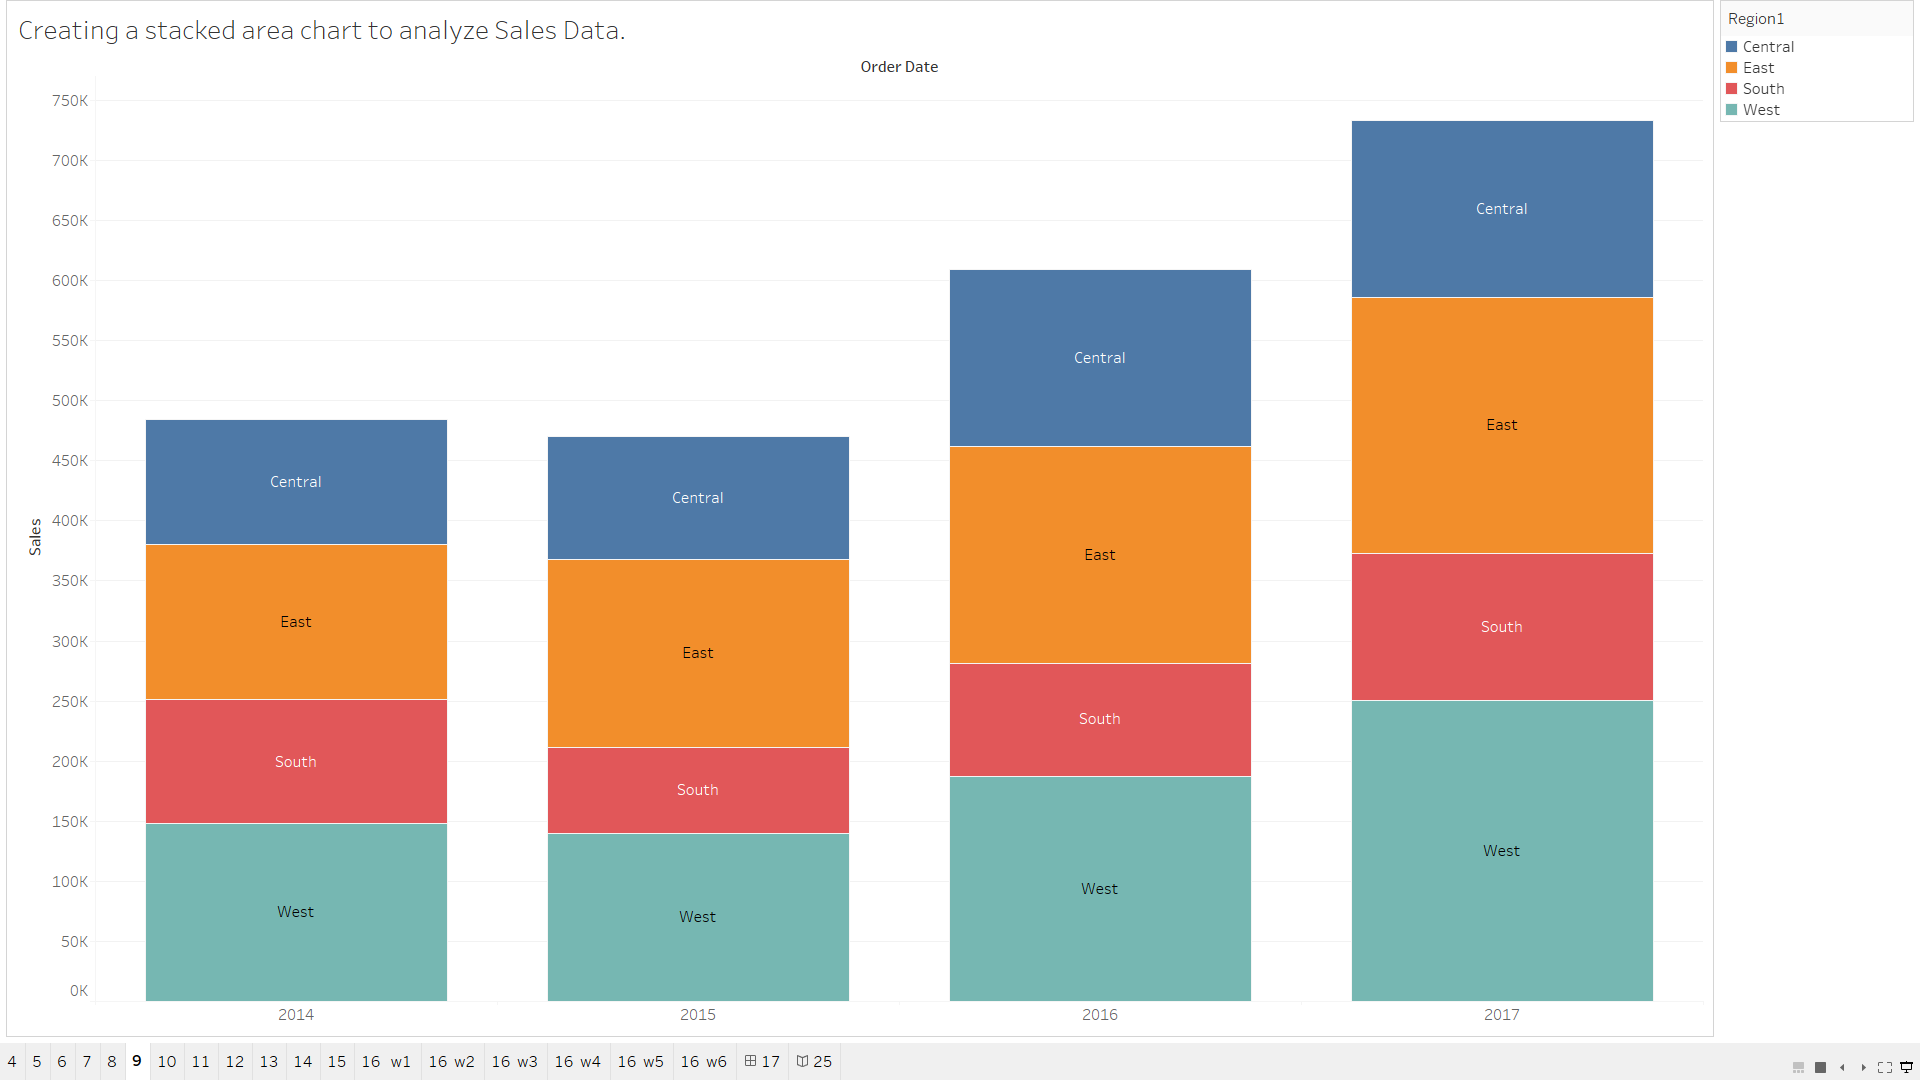 Creating a stacked area chart to analyze Sales Data.
Order Date
750K
700K
650K
600K
550K
500K
450K
400K
350K
300K
250K
200K
150K
100K
50K
0K
Sales
Central
East
South
West
Central
East
South
West
Central
East
South
West
Central
East
South
West
2014
2015
2016
2017
Region1
Central
East
South
West
4 5 6 7 8 9 10 11 12 13 14 15 16 w1 16 w2 16 w3 16 w4 16 w5 16 w6 17 25